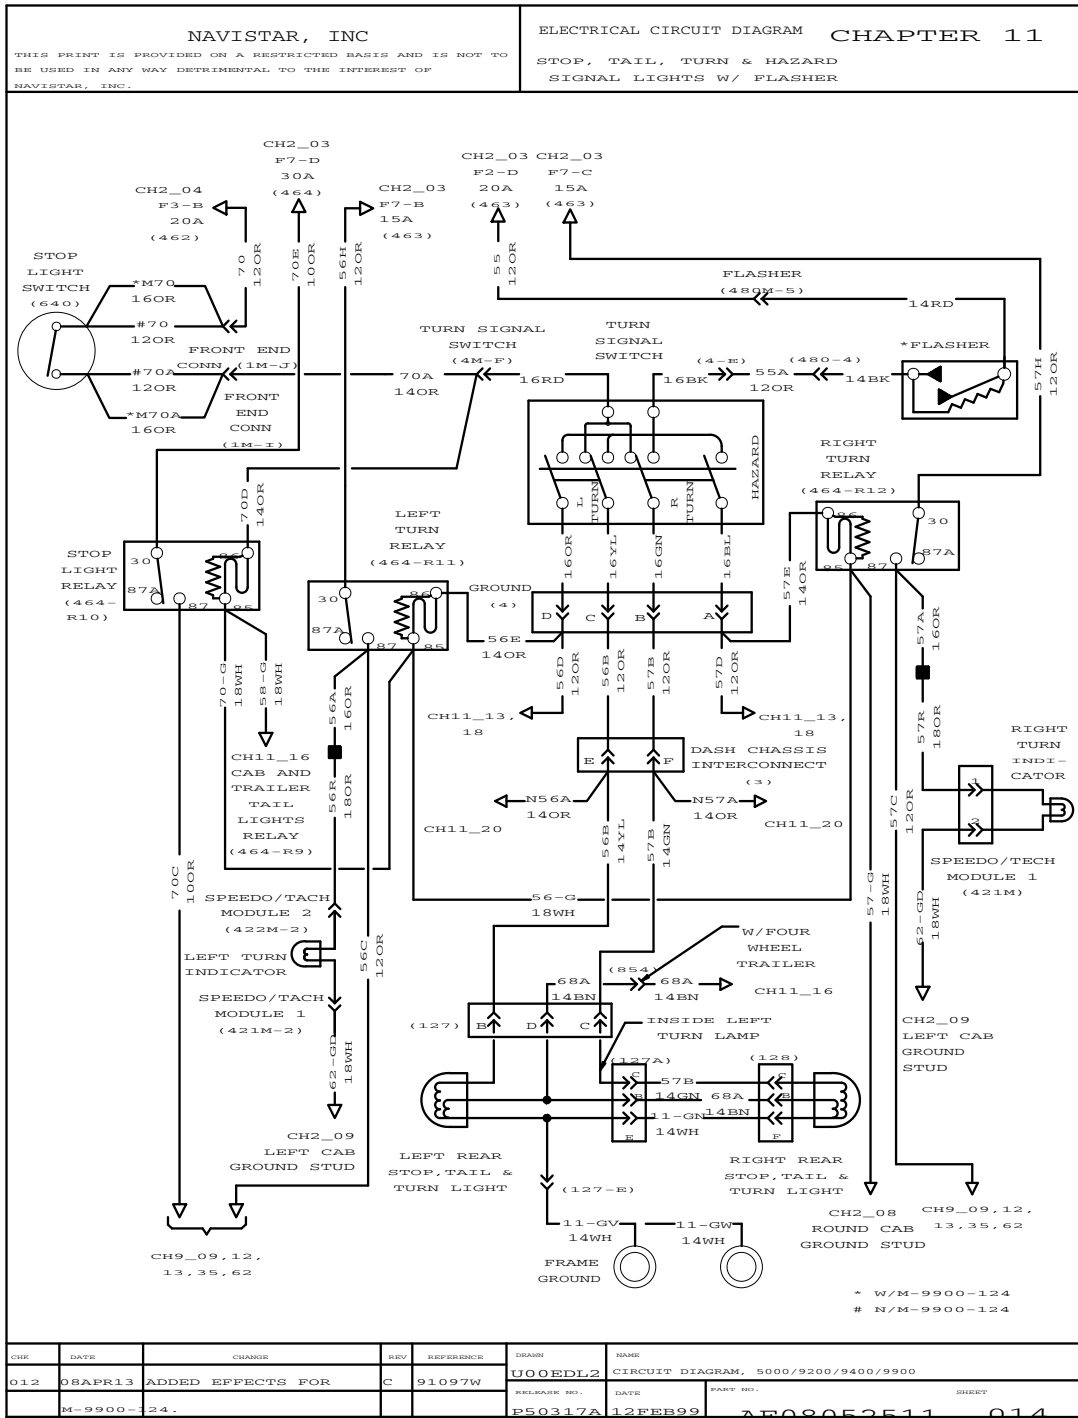 NAVISTAR, INC
THIS PRINT IS PROVIDED ON A RESTRICTED BASIS AND IS NOT TO
BE USED IN ANY WAY DETRIMENTAL TO THE INTEREST OF
NAVISTAR, INC.
ELECTRICAL CIRCUIT DIAGRAM
CHAPTER 11
STOP, TAIL, TURN & HAZARD
SIGNAL LIGHTS W/ FLASHER
CH2_04
F3-B
20A
(462)
CH2_03
F7-D
30A
(464)
CH2_03
F7-B
15A
(463)
CH2_03
F2-D
20A
(463)
CH2_03
F7-C
15A
(463)
70
12OR
70E
10OR
56H
12OR
55
12OR
STOP
LIGHT
SWITCH
(640)
*M70
16OR
#70
12OR
#70A
12OR
*M70A
16OR
FRONT END
CONN (1M-J)
FRONT
END
CONN
(1M-I)
70A
14OR
TURN SIGNAL
SWITCH
(4M-F)
16RD
TURN
SIGNAL
SWITCH
FLASHER
(480M-5)
14RD
16BK
(4-E)
55A
12OR
(480-4)
14BK
*FLASHER
57H
12OR
HAZARD
L
TURN
R
TURN
16OR
16YL
16GN
16BL
RIGHT
TURN
RELAY
(464-R12)
86
30
87A
87
85
57E
14OR
70D
14OR
STOP
LIGHT
RELAY
(464-
R10)
30
86
87A
87
85
LEFT
TURN
RELAY
(464-R11)
30
86
87A
87
85
GROUND
(4)
D
C
B
A
56E
14OR
56D
12OR
56B
12OR
57B
12OR
57D
12OR
CH11_13,
18
CH11_13,
18
70-G
18WH
58-G
18WH
56A
16OR
56R
18OR
57A
16OR
57R
18OR
CH11_16
CAB AND
TRAILER
TAIL
LIGHTS
RELAY
(464-R9)
E
F
DASH CHASSIS
INTERCONNECT
(3)
N56A
14OR
CH11_20
N57A
14OR
CH11_20
56B
14YL
57B
14GN
RIGHT
TURN
INDI-
CATOR
1
2
SPEEDO/TECH
MODULE 1
(421M)
57C
12OR
57-G
18WH
62-GD
18WH
70C
10OR
SPEEDO/TACH
MODULE 2
(422M-2)
LEFT TURN
INDICATOR
SPEEDO/TACH
MODULE 1
(421M-2)
56C
12OR
56-G
18WH
62-GD
18WH
CH2_09
LEFT CAB
GROUND STUD
W/FOUR
WHEEL
TRAILER
(854)
68A
14BN
68A
14BN
CH11_16
(127)
B
D
C
INSIDE LEFT
TURN LAMP
(127A)
(128)
C
B
E
57B
14GN
68A
14BN
11-GN
14WH
C
B
F
LEFT REAR
STOP,TAIL &
TURN LIGHT
RIGHT REAR
STOP,TAIL &
TURN LIGHT
(127-E)
11-GV
14WH
11-GW
14WH
FRAME
GROUND
CH2_09
LEFT CAB
GROUND
STUD
CH2_08
ROUND CAB
GROUND STUD
CH9_09,12,
13,35,62
CH9_09,12,
13,35,62
* W/M-9900-124
# N/M-9900-124
CHK
DATE
CHANGE
REV
REFERENCE
DRAWN
NAME
012
08APR13
ADDED EFFECTS FOR
C
91097W
U00EDL2
CIRCUIT DIAGRAM, 5000/9200/9400/9900
M-9900-124.
RELEASE NO.
DATE
PART NO.
SHEET
P50317A
12FEB99
AE08052511
014